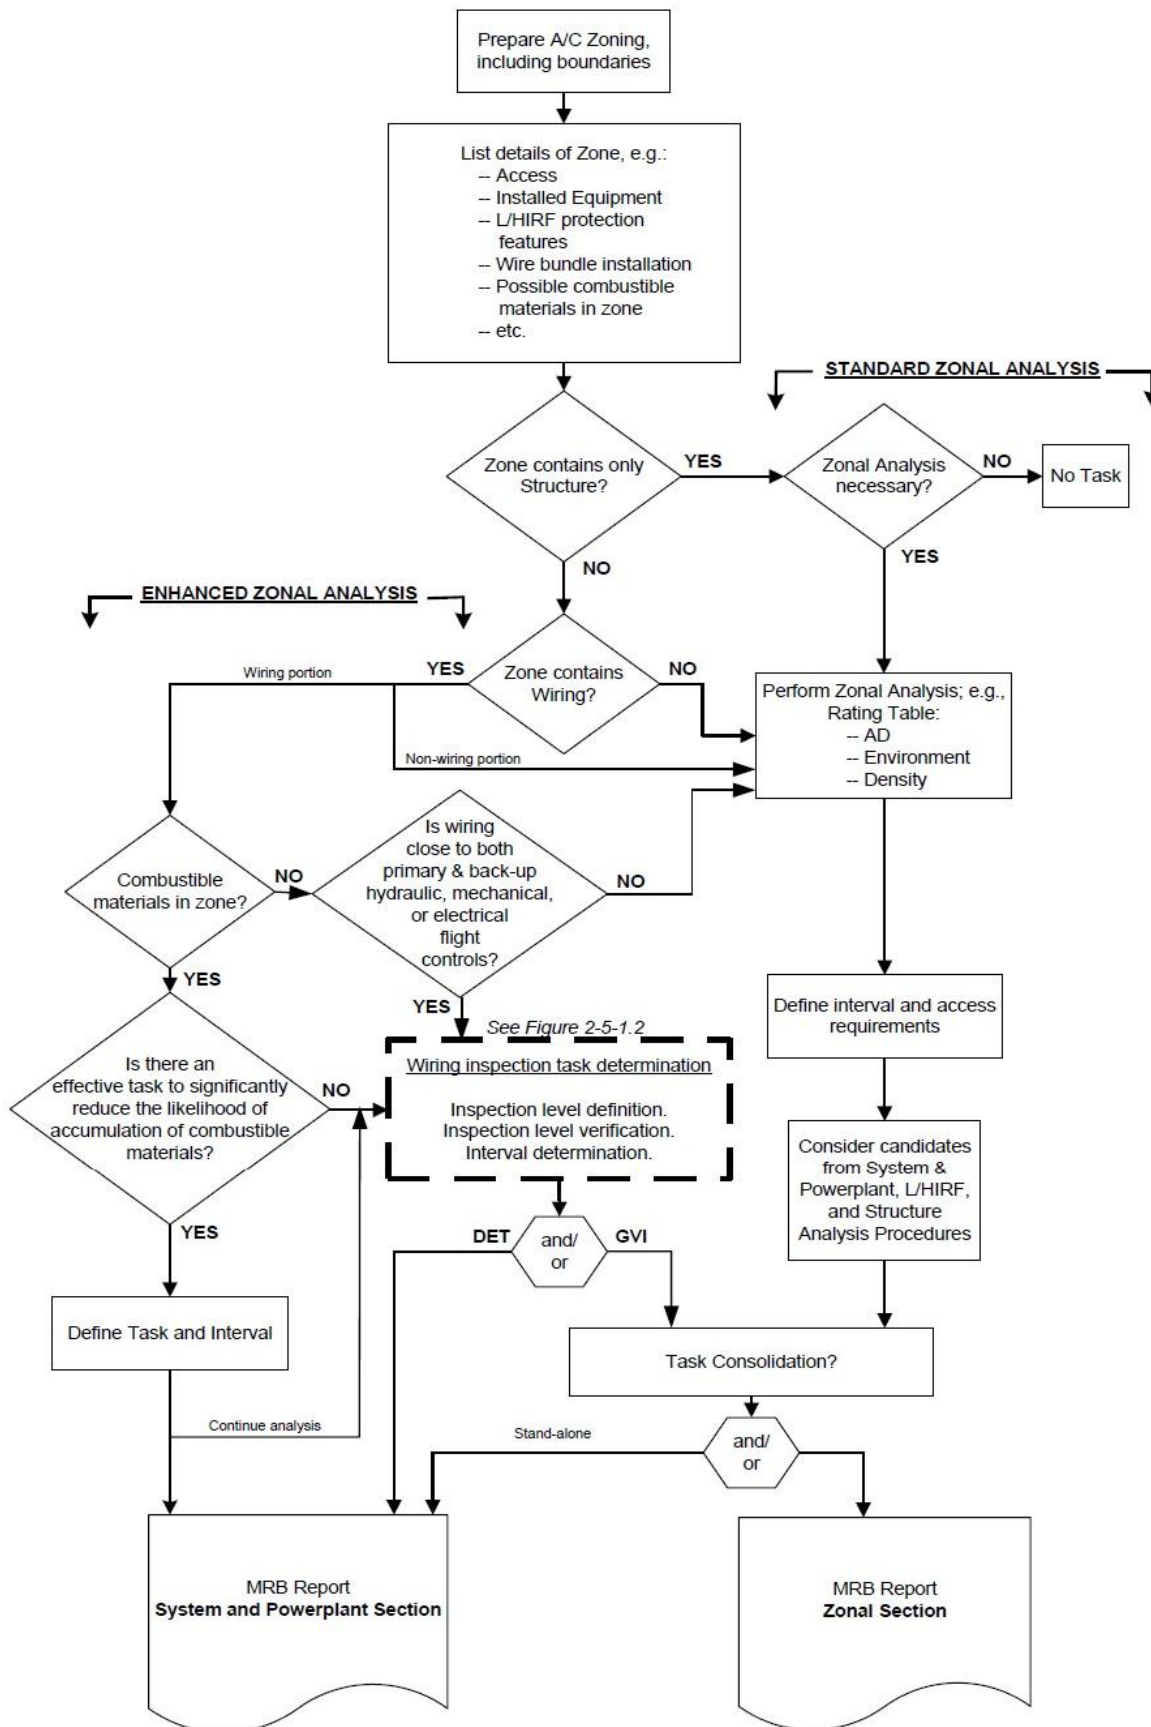 Prepare A/C Zoning,
including boundaries
List details of Zone, e.g.:
-- Access
-- Installed Equipment
-- L/HIRF protection
features
-- Wire bundle installation
-- Possible combustible
materials in zone
-- etc.
STANDARD ZONAL ANALYSIS
Zone contains only
Structure?
YES
Zonal Analysis
necessary?
NO
No Task
NO
YES
ENHANCED ZONAL ANALYSIS
Wiring portion
YES
Zone contains
Wiring?
NO
Non-wiring portion
Perform Zonal Analysis; e.g.,
Rating Table:
-- AD
-- Environment
-- Density
Combustible
materials in zone?
NO
Is wiring
close to both
primary & back-up
hydraulic, mechanical,
or electrical
flight
controls?
NO
YES
YES
Define interval and access
requirements
See Figure 2-5-1.2
Is there an
effective task to significantly
reduce the likelihood of
accumulation of combustible
materials?
NO
Wiring inspection task determination
Inspection level definition.
Inspection level verification.
Interval determination.
Consider candidates
from System &
Powerplant, L/HIRF,
and Structure
Analysis Procedures
YES
DET
and/
or
GVI
Define Task and Interval
Task Consolidation?
Continue analysis
Stand-alone
and/
or
MRB Report
System and Powerplant Section
MRB Report
Zonal Section